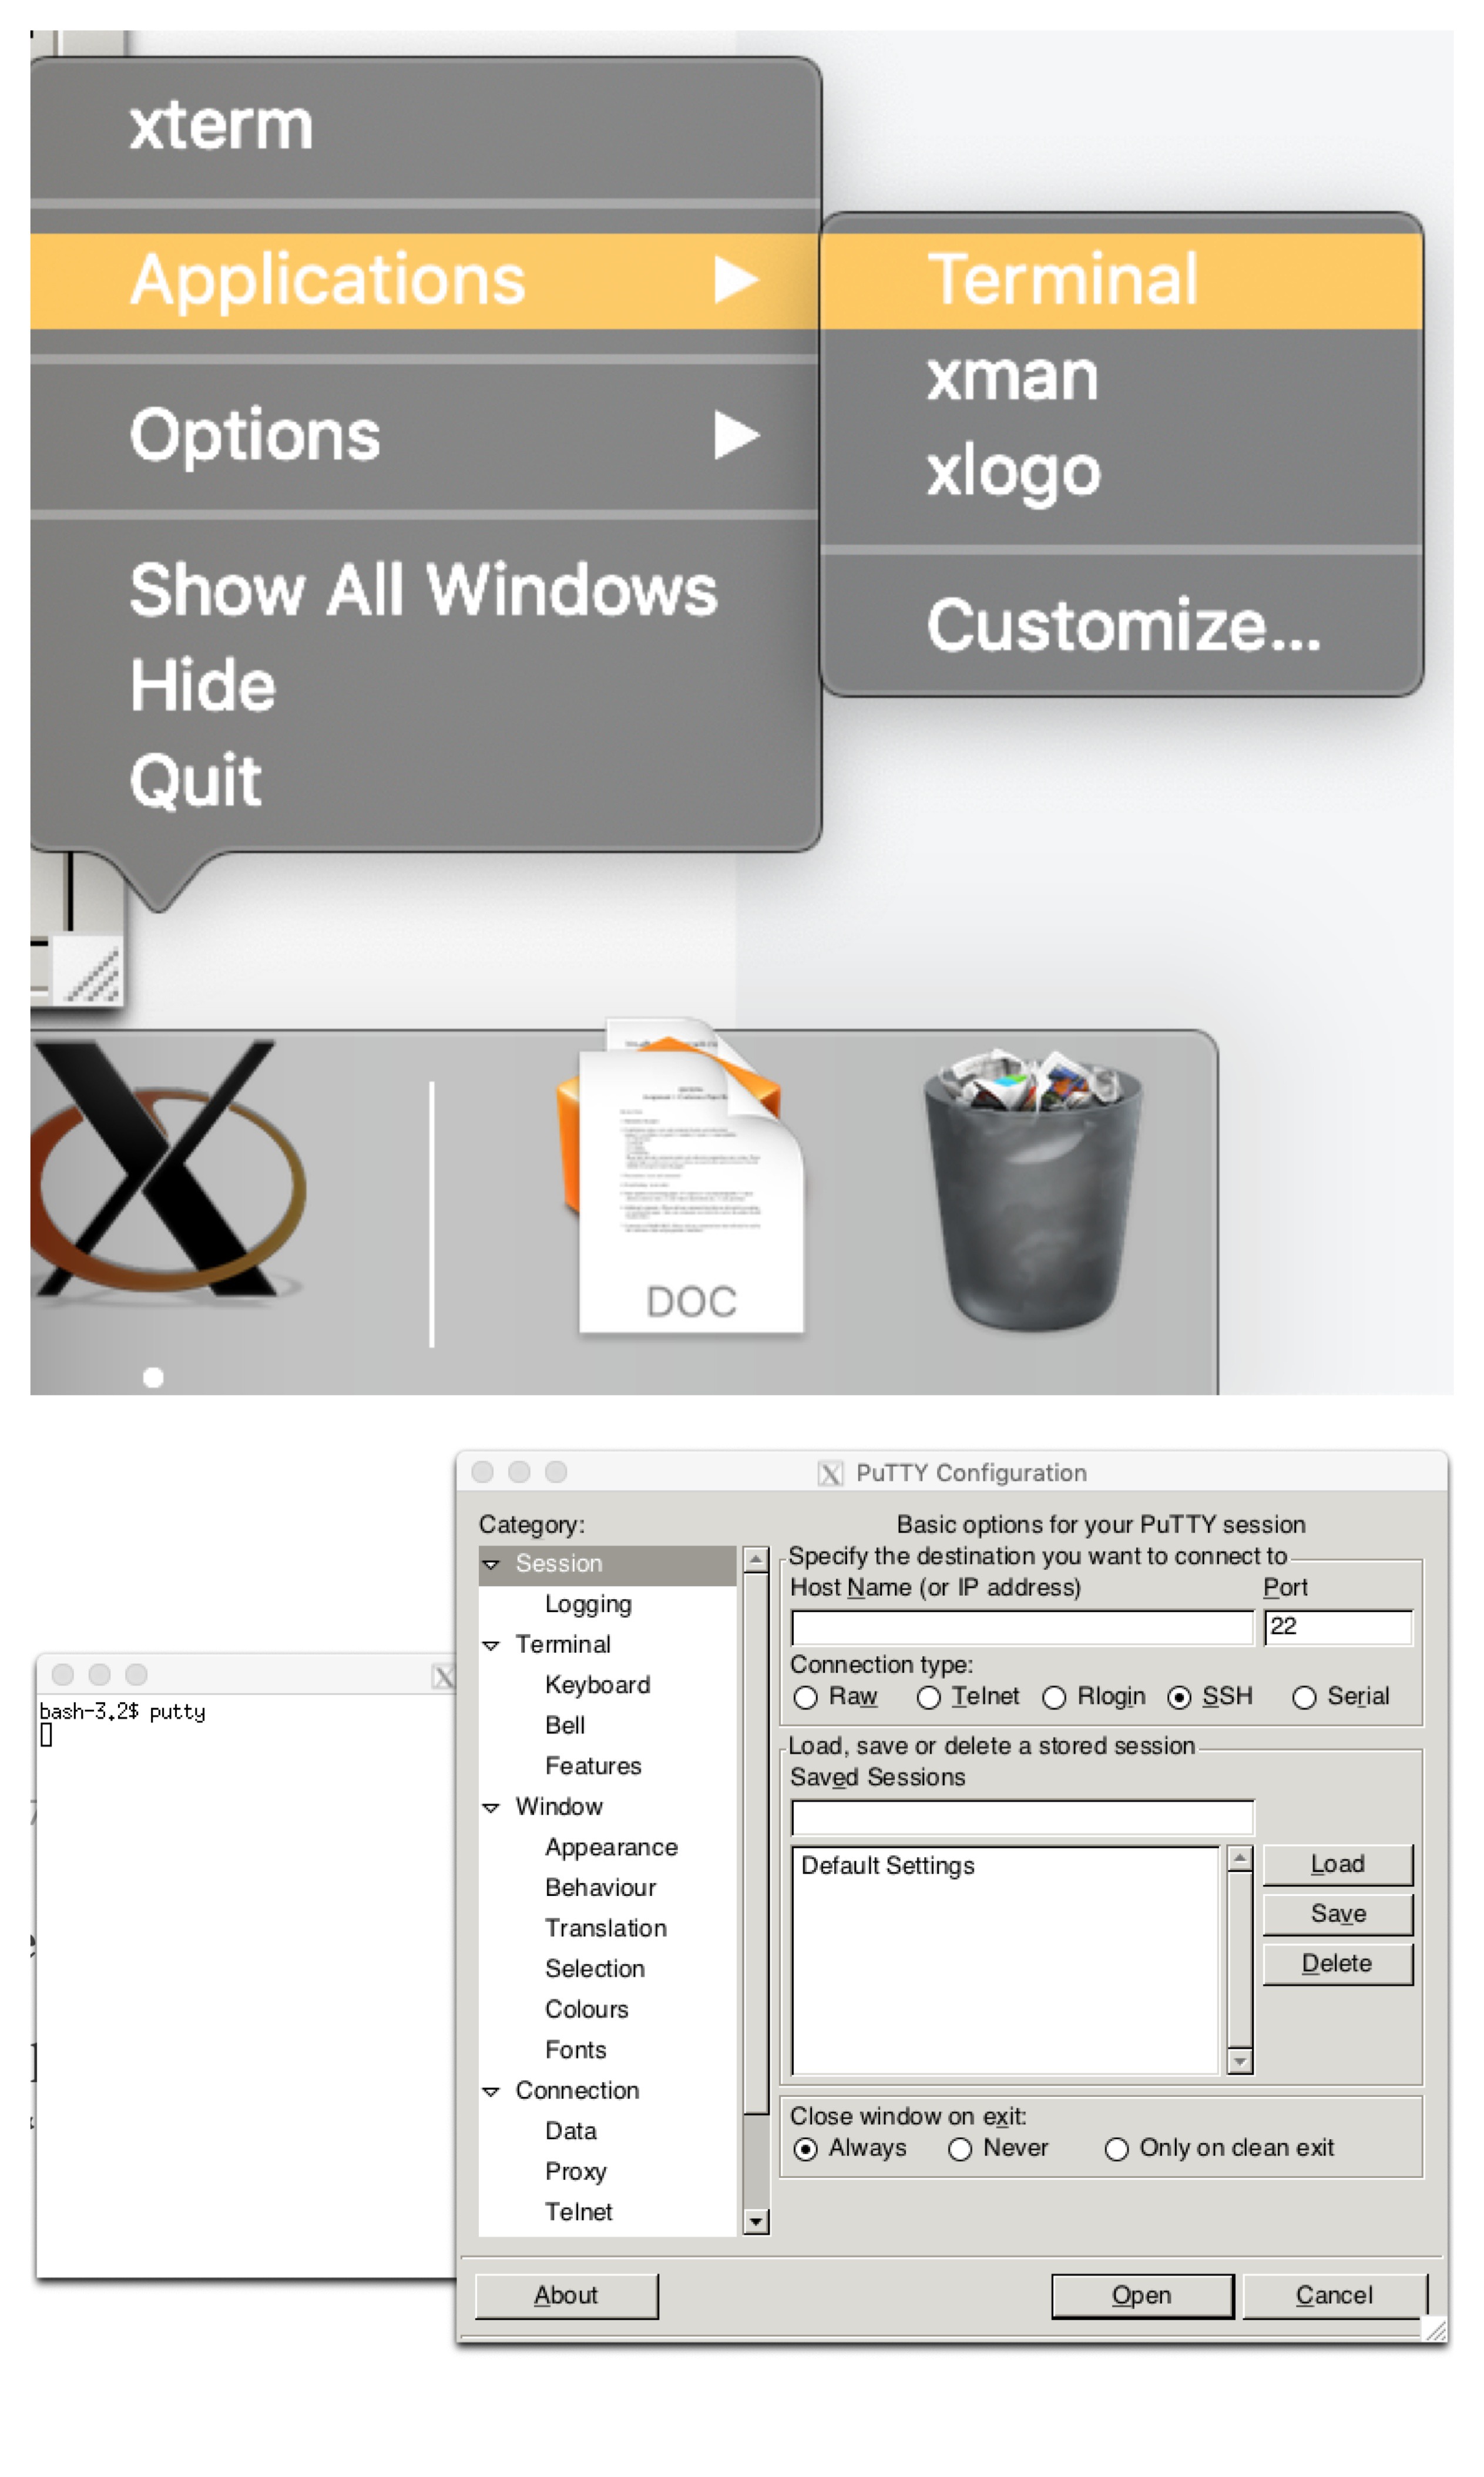 xterm
Applications
Options
Show All Windows
Hide
Quit
Terminal
xman
xlogo
Customize...
DOC
PuTTY Configuration
Category:
Session
Logging
Terminal
Keyboard
Bell
Features
Window
Appearance
Behaviour
Translation
Selection
Colours
Fonts
Connection
Data
Proxy
Telnet
Basic options for your PuTTY session
Specify the destination you want to connect to
Host Name (or IP address) Port
22
Connection type:
Raw Telnet Rlogin SSH Serial
Load, save or delete a stored session
Saved Sessions
Default Settings
Load
Save
Delete
Close window on exit:
Always Never Only on clean exit
About Open Cancel
bash-3.2$ putty